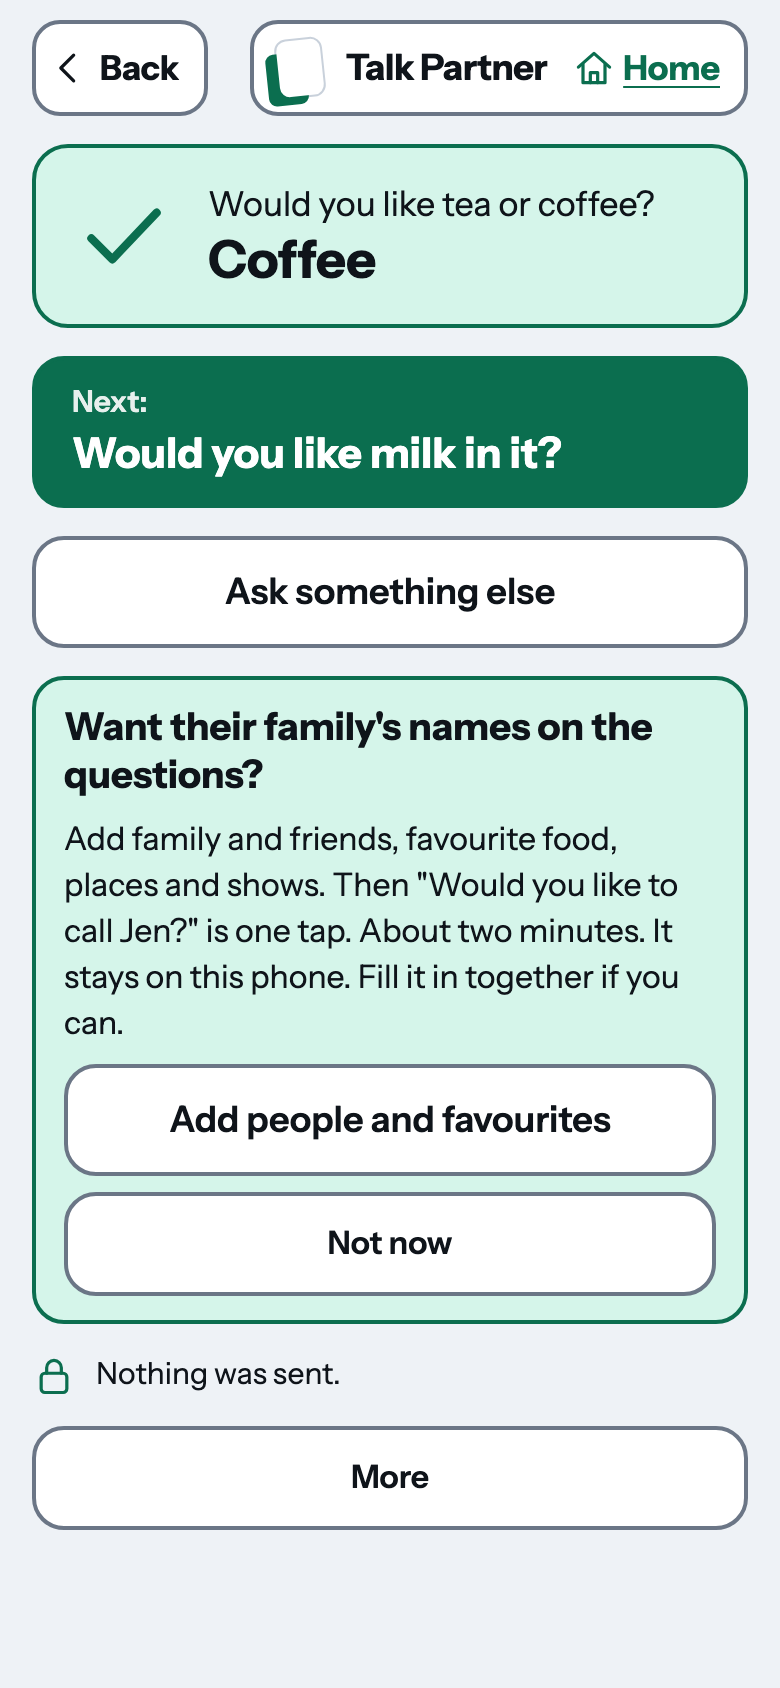 Back
Talk Partner
Home
Would you like tea or coffee?
Coffee
Next:
Would you like milk in it?
Ask something else
Want their family's names on the
questions?
Add family and friends, favourite food,
places and shows. Then "Would you like to
call Jen?" is one tap. About two minutes. It
stays on this phone. Fill it in together if you
can.
Add people and favourites
Not now
Nothing was sent.
More